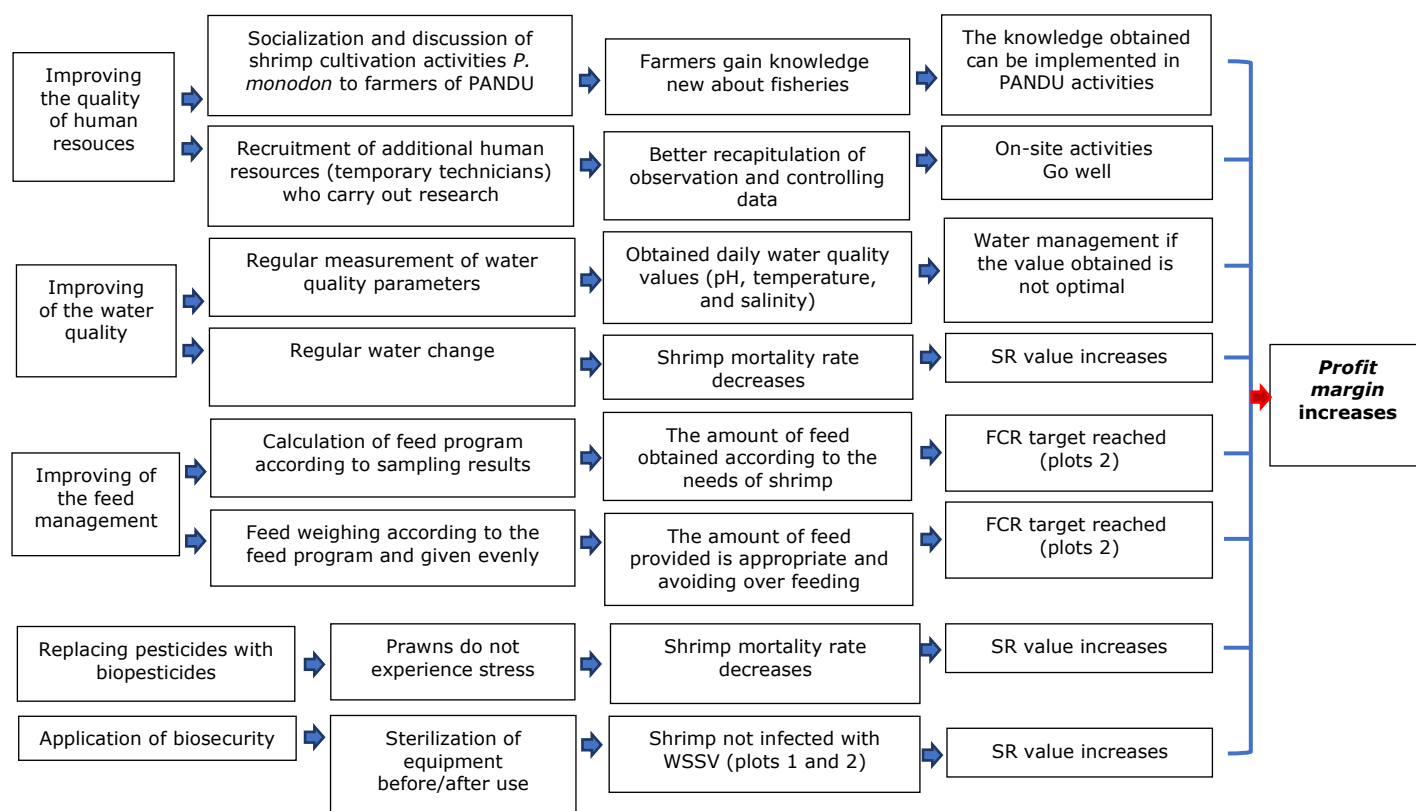 Improving
the quality
of human
resouces
Socialization and discussion of
shrimp cultivation activities P.
monodon to farmers of PANDU
Farmers gain knowledge
new about fisheries
The knowledge obtained
can be implemented in
PANDU activities
Recruitment of additional human
resources (temporary technicians)
who carry out research
Better recapitulation of
observation and controlling
data
On-site activities
Go well
Improving
of the water
quality
Regular measurement of water
quality parameters
Obtained daily water quality
values (pH, temperature,
and salinity)
Water management if
the value obtained is
not optimal
Regular water change
Shrimp mortality rate
decreases
SR value increases
Improving of
the feed
management
Calculation of feed program
according to sampling results
The amount of feed
obtained according to the
needs of shrimp
FCR target reached
(plots 2)
Feed weighing according to the
feed program and given evenly
The amount of feed
provided is appropriate and
avoiding over feeding
FCR target reached
(plots 2)
Replacing pesticides with
biopesticides
Prawns do not
experience stress
Shrimp mortality rate
decreases
SR value increases
Application of biosecurity
Sterilization of
equipment
before/after use
Shrimp not infected with
WSSV (plots 1 and 2)
SR value increases
Profit
margin
increases